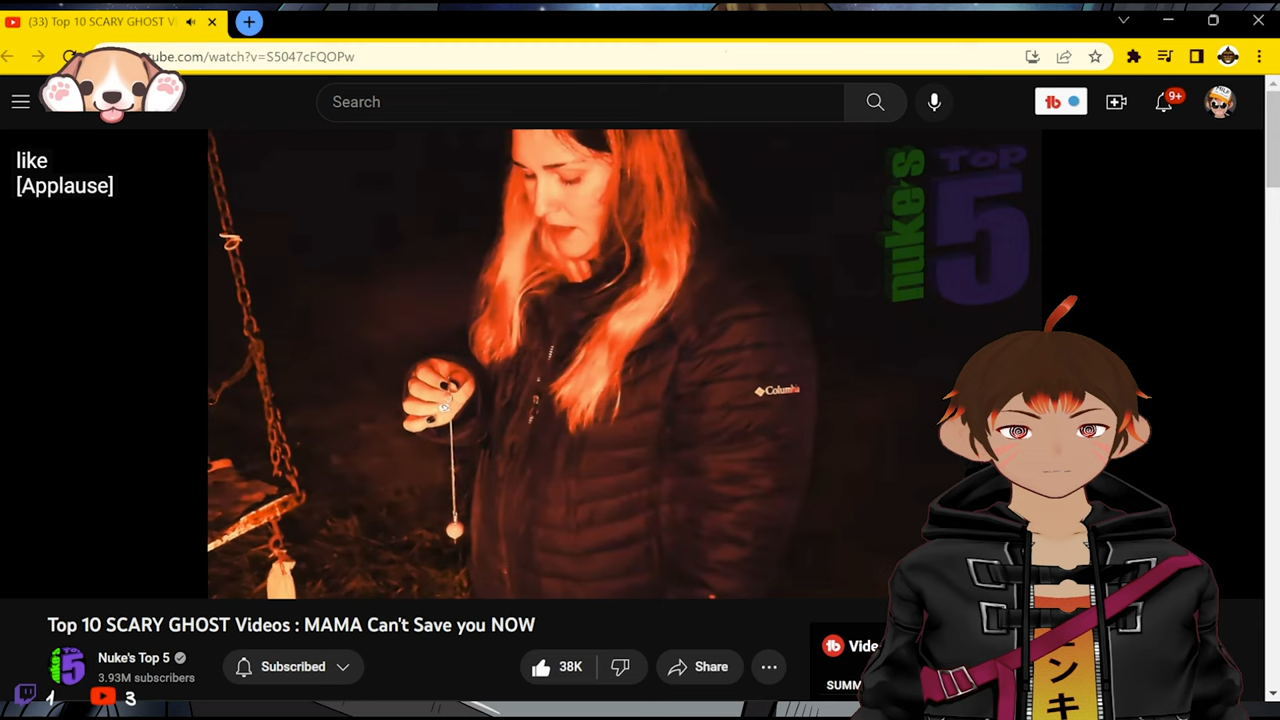 (33) Top 10 SCARY GHOST Vi
tube.com/watch?v=S5047cFQOPw
Search
9+
like
[Applause]
nuke's
TOP
5
Columbia
Top 10 SCARY GHOST Videos : MAMA Can't Save you NOW
Nuke's Top 5
3.93M subscribers
Subscribed
38K
Share
Vide
SUMM
1
3
ンキ